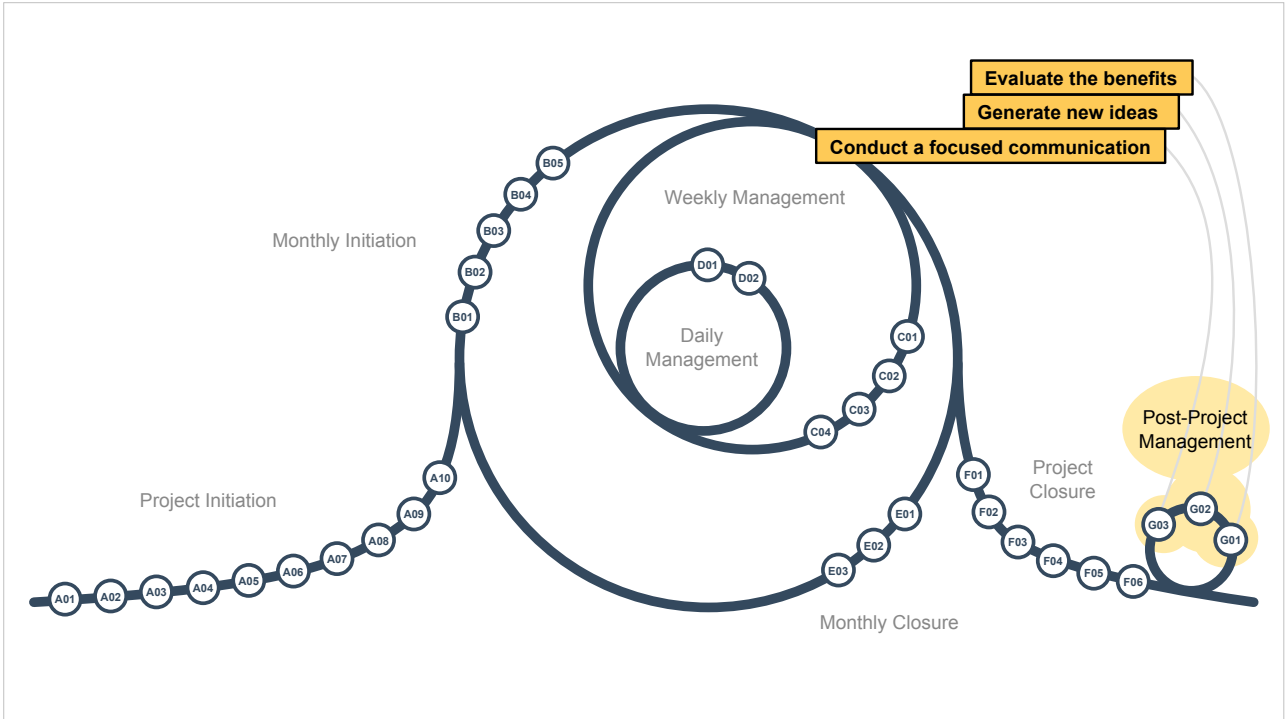 Evaluate the benefits
Generate new ideas
Conduct a focused communication
B05
B04
Weekly Management
B03
Monthly Initiation
D01
B02
D02
B01
Daily
Management
C01
C02
C03
Post-Project
Management
C04
Project
Closure
F01
A10
Project Initiation
G02
F02
E01
A09
G03
F03
E02
A08
G01
F04
A07
E03
A06
F05
A05
F06
A04
A03
A02
A01
Monthly Closure